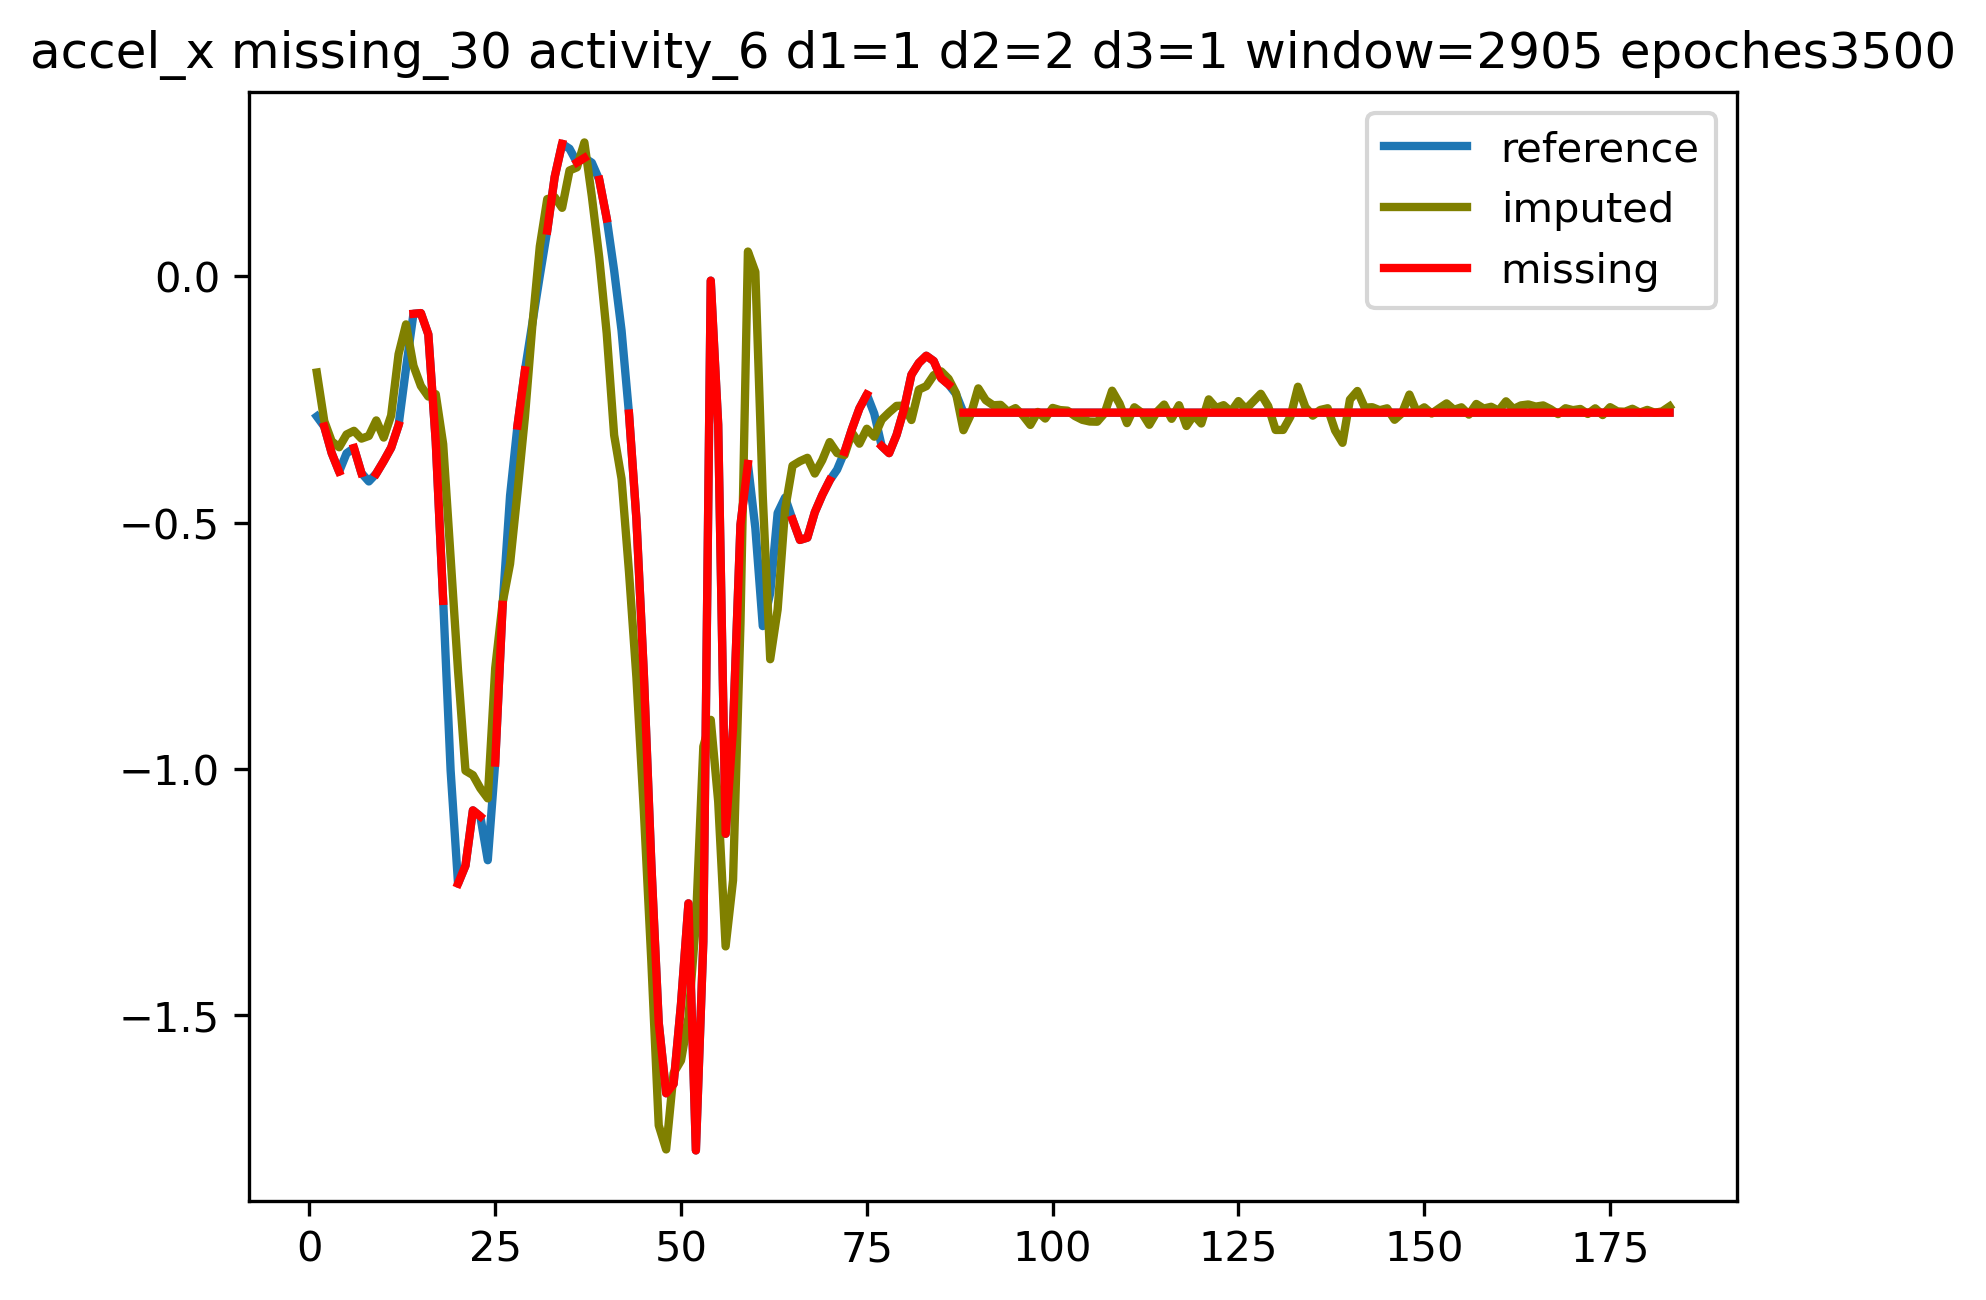 accel_x missing_30 activity_6 d1=1 d2=2 d3=1 window=2905 epoches3500
reference
imputed
missing
0.0
−0.5
−1.0
−1.5
0 25 50 75 100 125 150 175